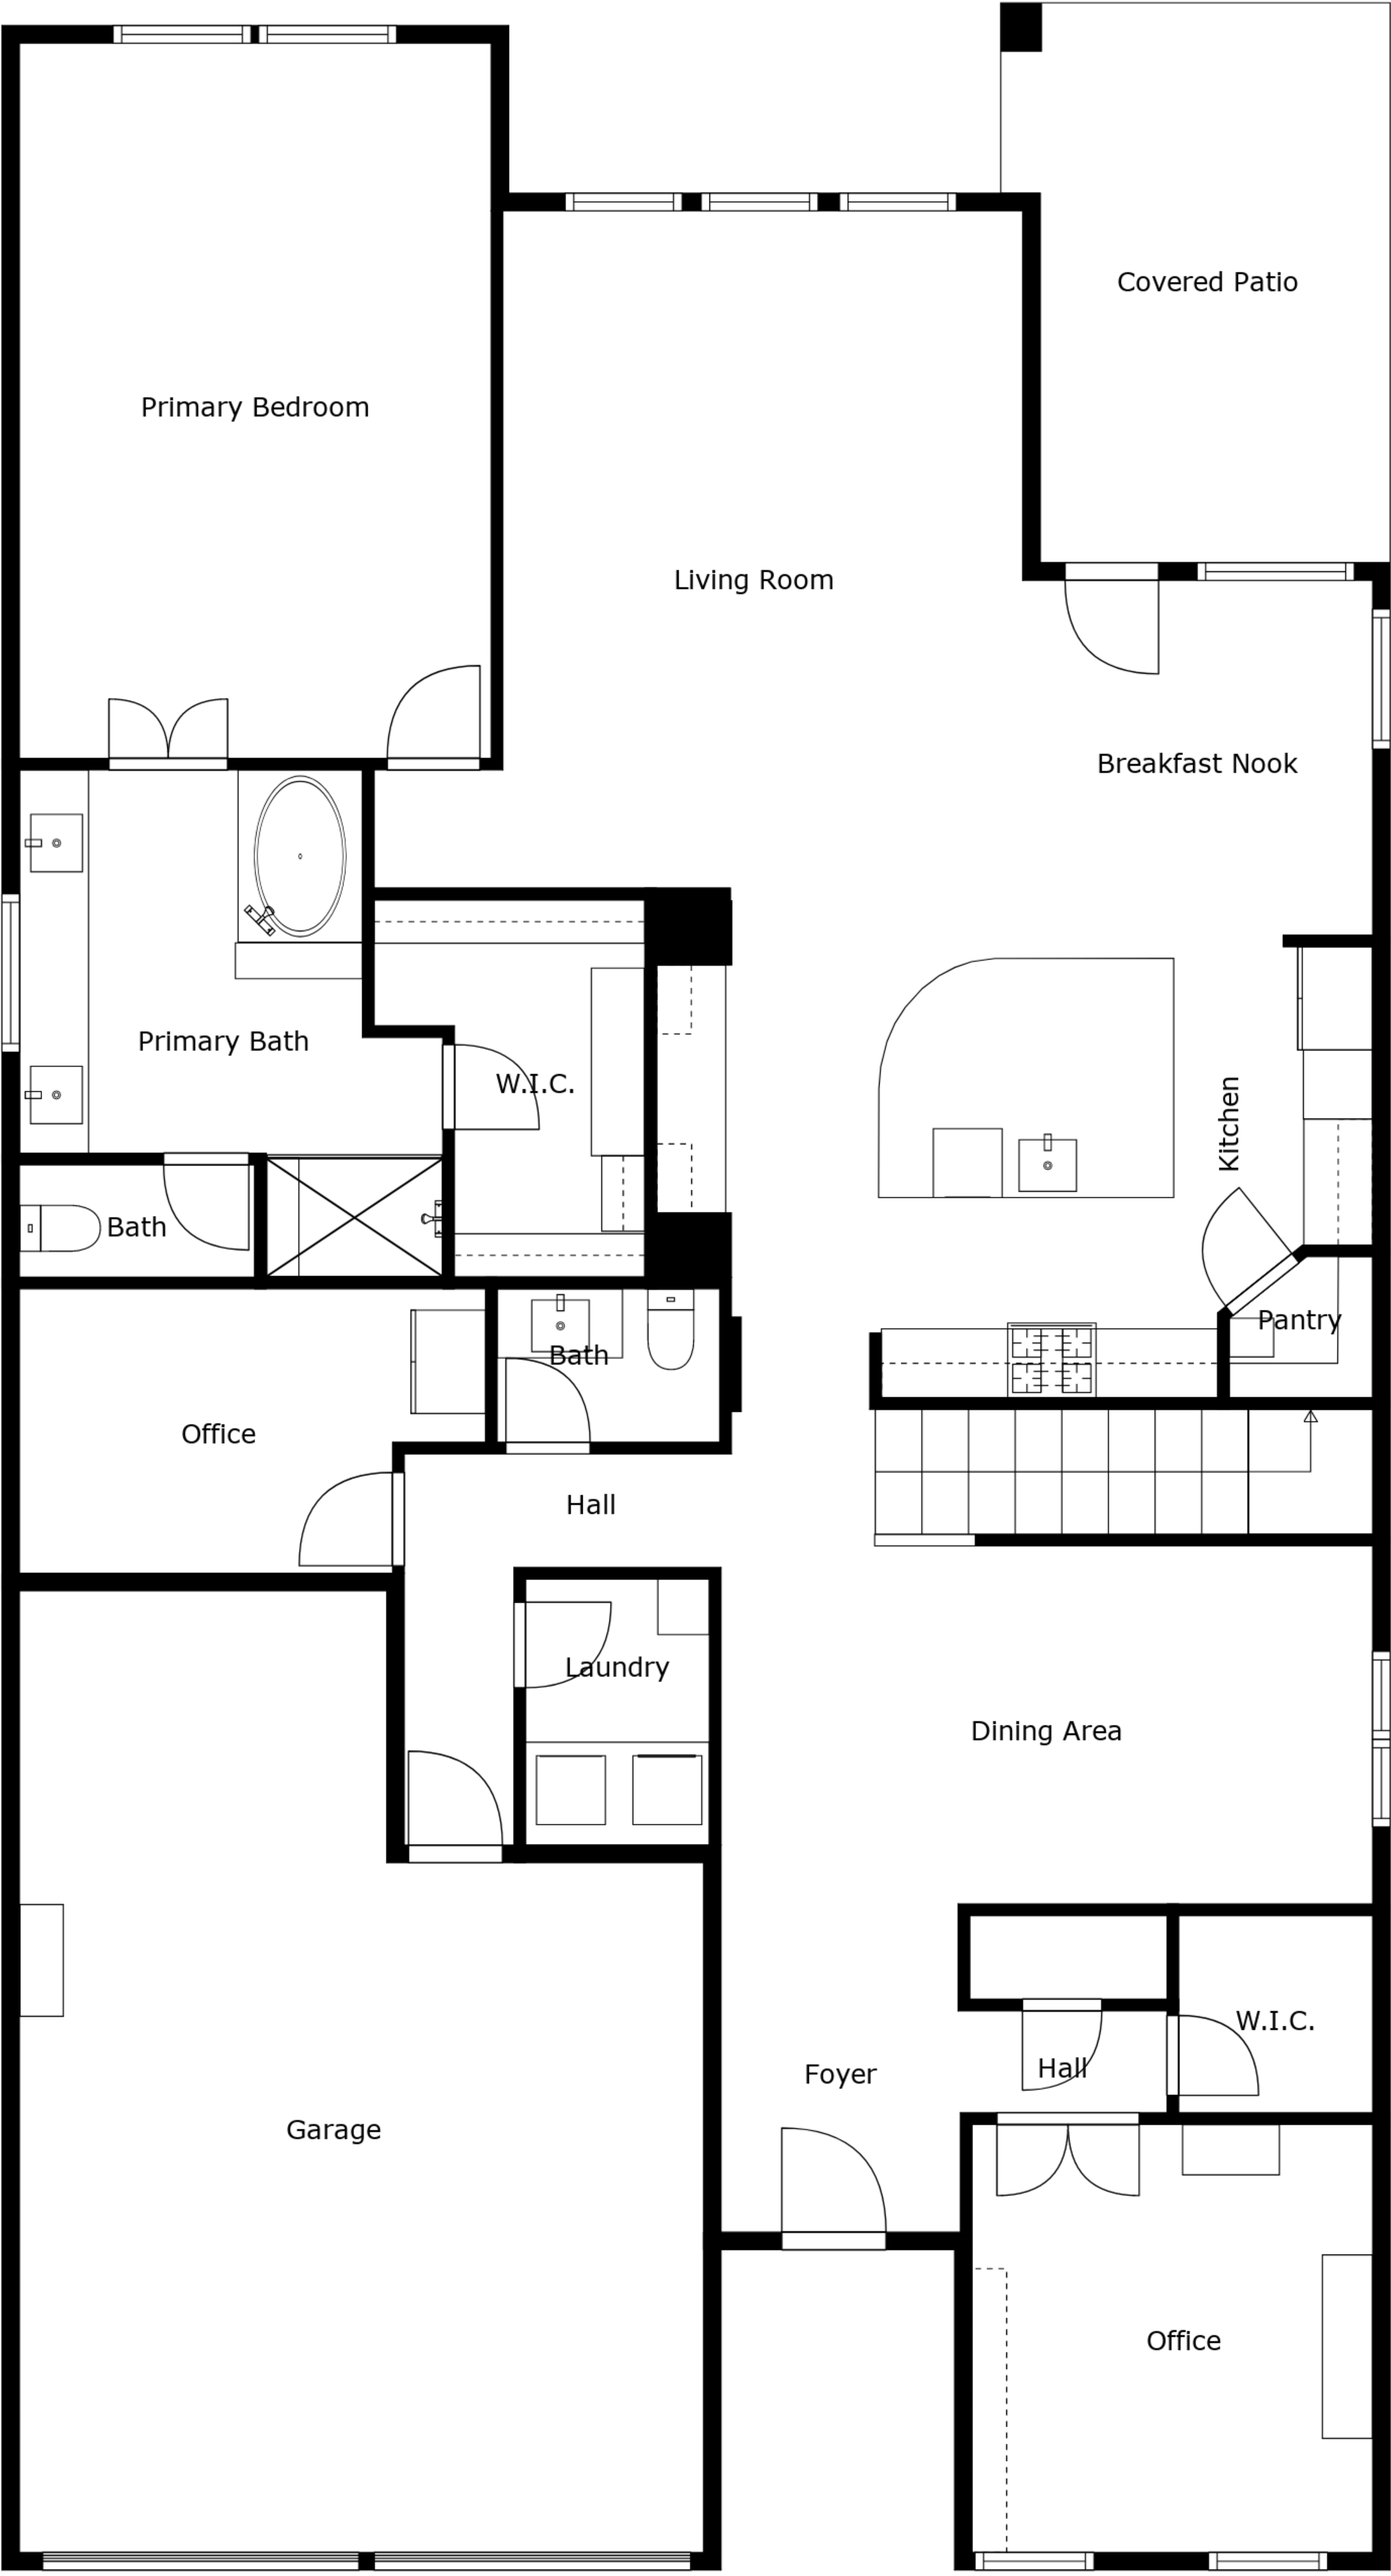 Covered Patio
Primary Bedroom
Living Room
Breakfast Nook
Primary Bath
W.I.C.
Kitchen
Bath
Pantry
Bath
Office
Hall
Laundry
Dining Area
W.I.C.
Hall
Foyer
Garage
Office